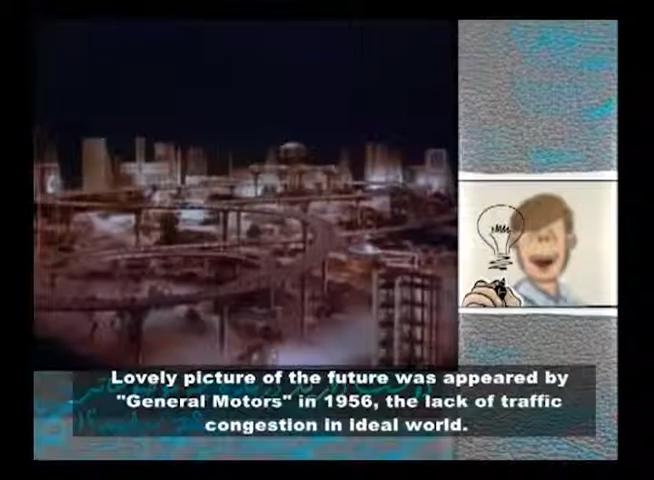 Lovely picture of the future was appeared by
"General Motors" in 1956, the lack of traffic
congestion in ideal world.